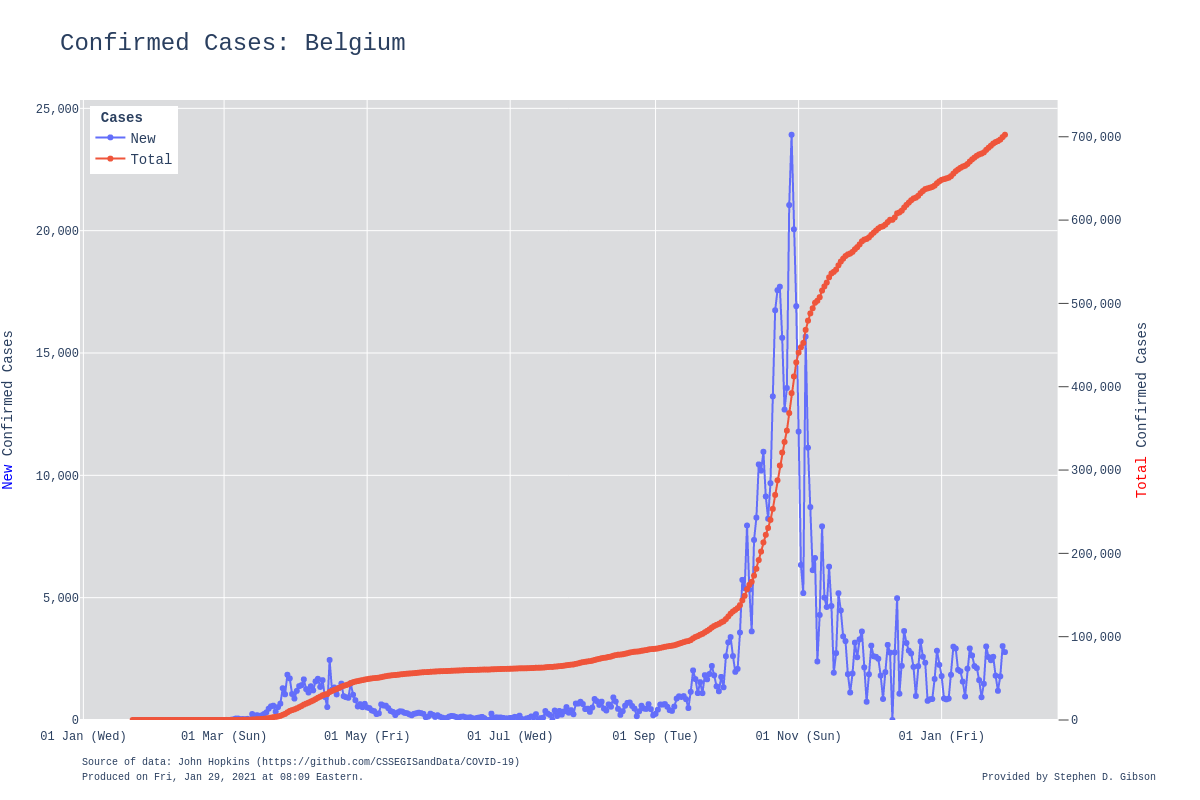 Confirmed Cases: Belgium
25,000
20,000
15,000
10,000
5,000
0
Cases
New
Total
700,000
600,000
500,000
400,000
300,000
200,000
100,000
0
New Confirmed Cases
Total Confirmed Cases
01 Jan (Wed) 01 Mar (Sun) 01 May (Fri) 01 Jul (Wed) 01 Sep (Tue) 01 Nov (Sun) 01 Jan (Fri)
Source of data: John Hopkins (https://github.com/CSSEGISandData/COVID-19)
Produced on Fri, Jan 29, 2021 at 08:09 Eastern.
Provided by Stephen D. Gibson